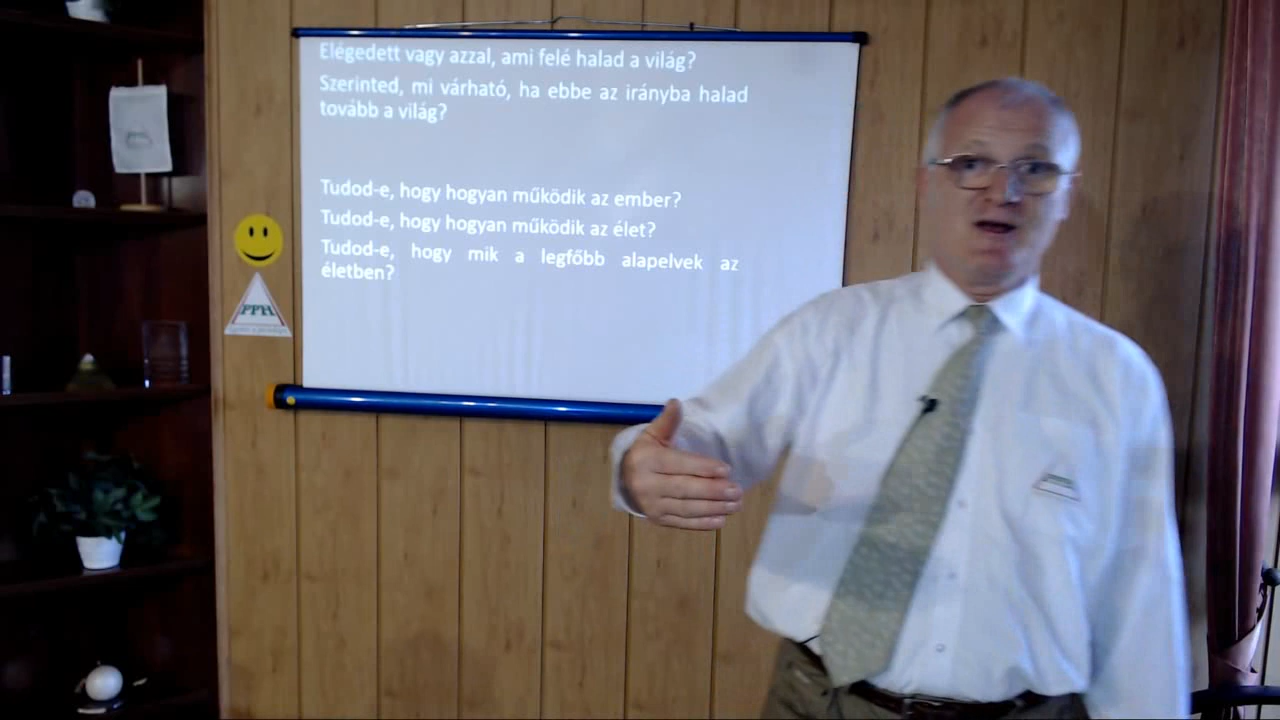 Elégedett vagy azzal, ami felé halad a világ?
Szerinted, mi várható, ha ebbe az irányba halad
tovább a világ?
Tudod-e, hogy hogyan működik az ember?
Tudod-e, hogy hogyan működik az élet?
Tudod-e, hogy mik a legfőbb alapelvek az
életben?
PPH